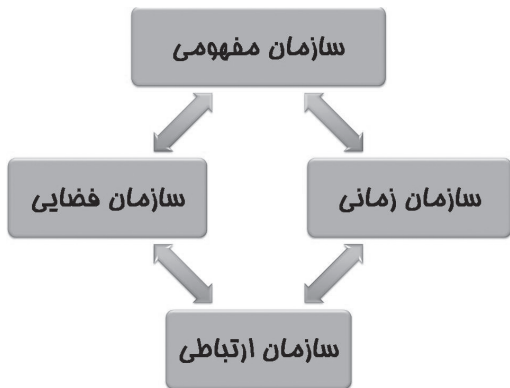 سازمان مفهومی
سازمان زمانی
سازمان فضایی
سازمان ارتباطی